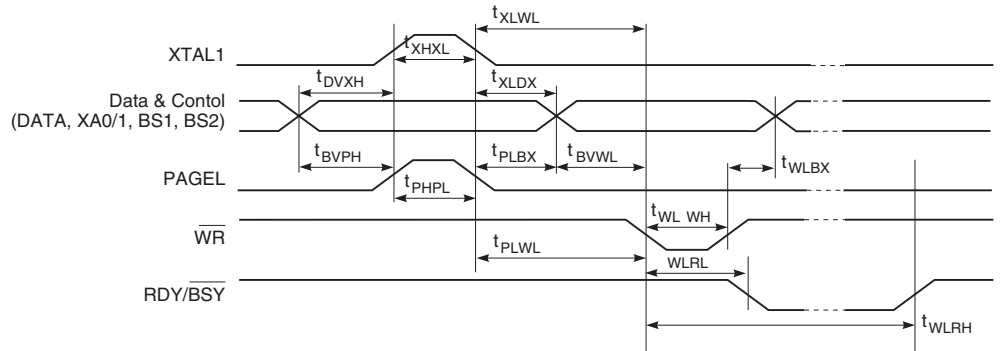 tXLWL
XTAL1
tXHXL
tDVXH
tXLDX
Data & Contol
(DATA, XA0/1, BS1, BS2)
tBVPH
tPLBX
tBVWL
tWLBX
PAGEL
tPHPL
WR
tWL WH
tPLWL
WLRL
RDY/BSY
tWLRH